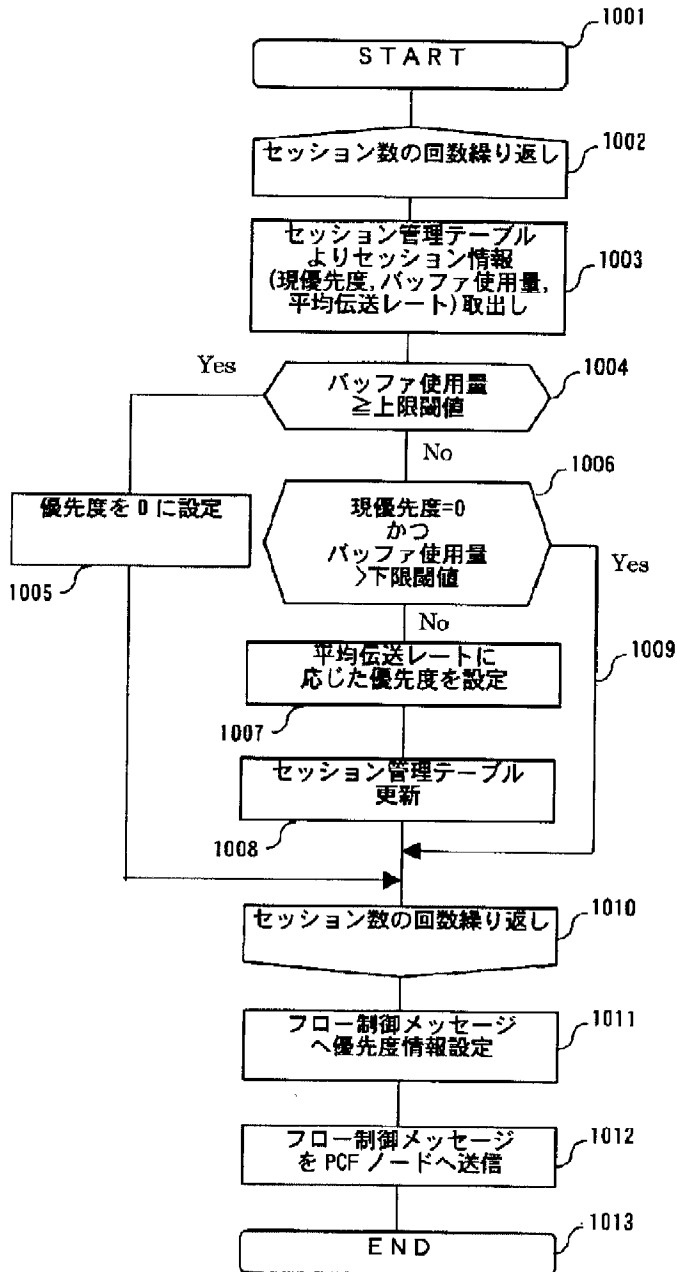 1001
START
セッション数の回数繰り返し
1002
セッション管理テーブル
よりセッション情報
(現優先度,バッファ使用量,
平均伝送レート)取出し
1003
Yes
バッファ使用量
≧上限閾値
1004
No
優先度を0に設定
1005
現優先度=0
かつ
バッファ使用量
>下限閾値
1006
Yes
No
1009
平均伝送レートに
応じた優先度を設定
1007
セッション管理テーブル
更新
1008
セッション数の回数繰り返し
1010
フロー制御メッセージ
へ優先度情報設定
1011
フロー制御メッセージ
を PCF ノードへ送信
1012
END
1013